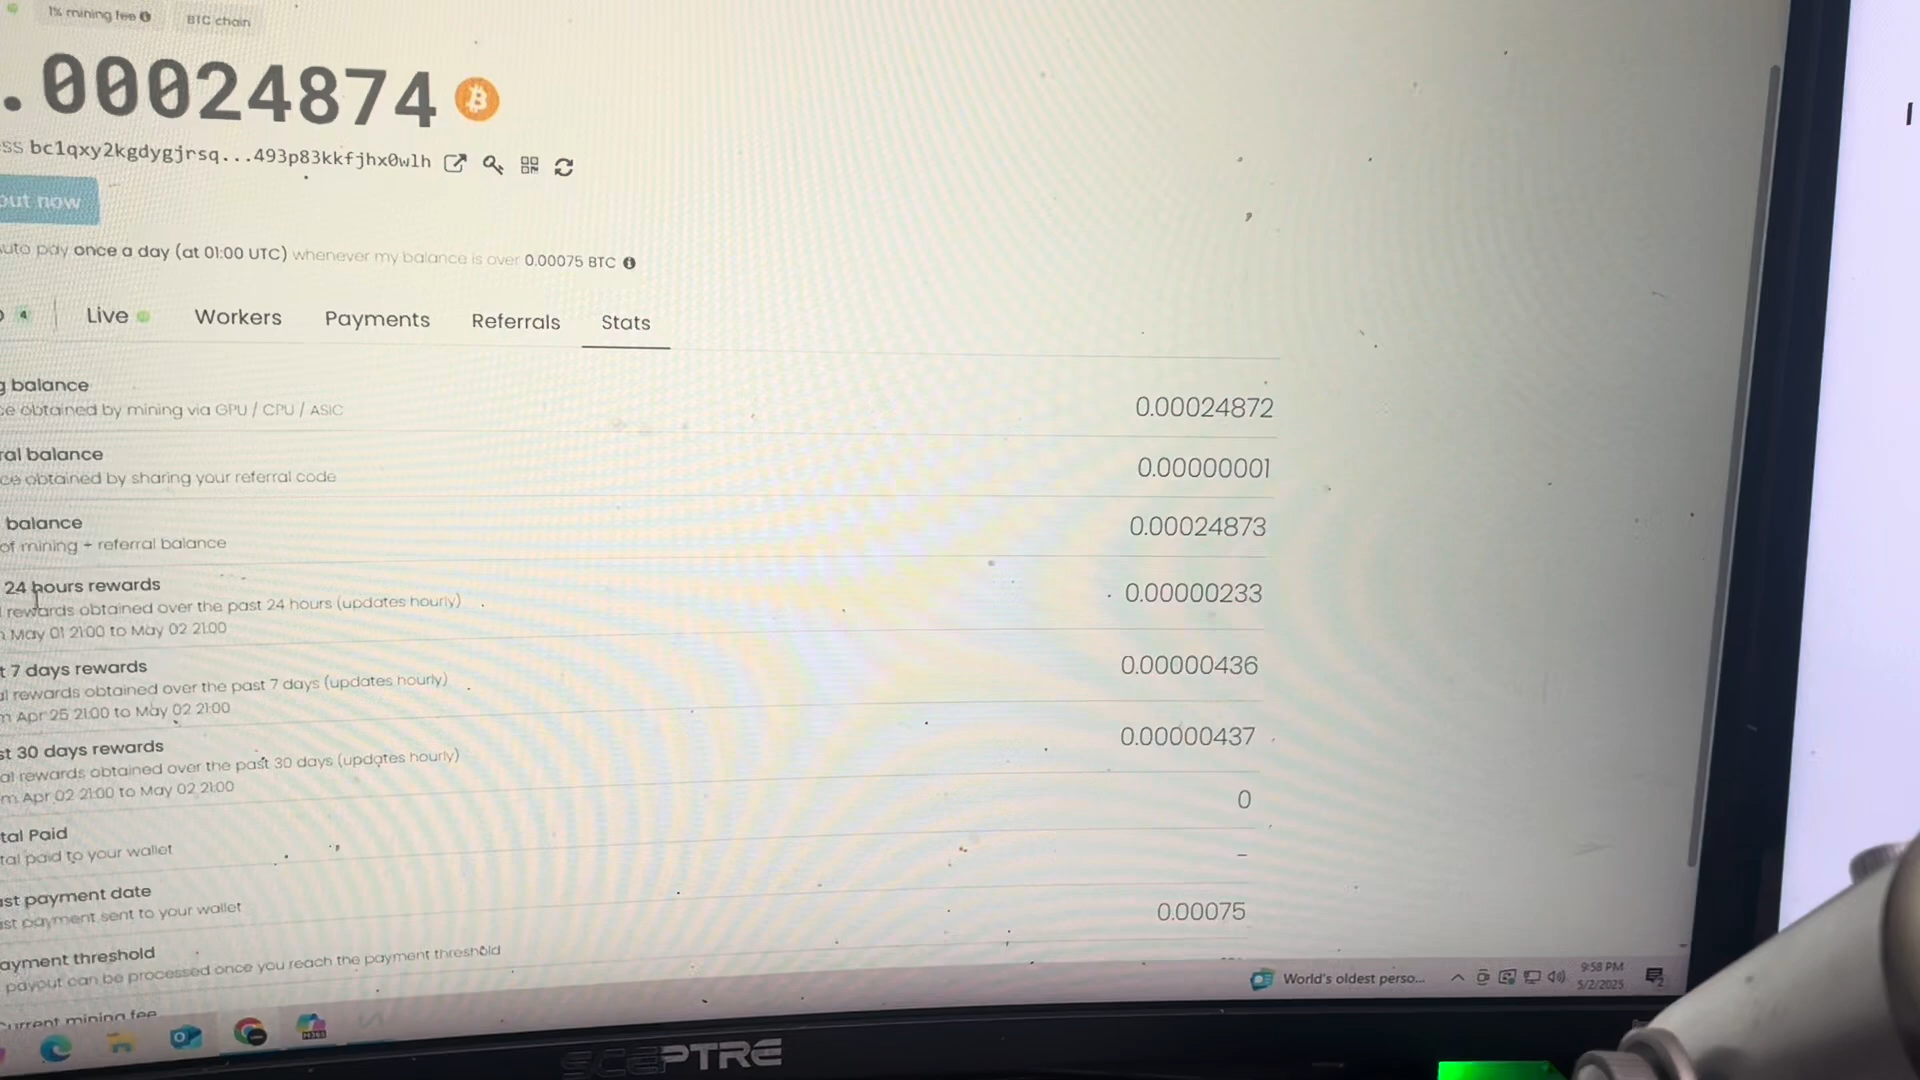 1% mining fee
BTC chain
.00024874
ss bc1qxy2kgdygjrsq...493p83kkfjhx0wlh
out now
uto pay once a day (at 01:00 UTC) whenever my balance is over 0.00075 BTC
4 Live Workers Payments Referrals Stats
g balance
ce obtained by mining via GPU / CPU / ASIC
0.00024872
ral balance
ce obtained by sharing your referral code
0.00000001
balance
of mining + referral balance
0.00024873
24 hours rewards
l rewards obtained over the past 24 hours (updates hourly)
m May 01 21:00 to May 02 21:00
0.00000233
t 7 days rewards
al rewards obtained over the past 7 days (updates hourly)
m Apr 25 21:00 to May 02 21:00
0.00000436
st 30 days rewards
al rewards obtained over the past 30 days (updates hourly)
m Apr 02 21:00 to May 02 21:00
0.00000437
tal Paid
tal paid to your wallet
0
ast payment date
ast payment sent to your wallet
–
ayment threshold
payout can be processed once you reach the payment threshold
0.00075
Current mining fee
World's oldest perso...
9:58 PM
5/2/2025
SCEPTRE